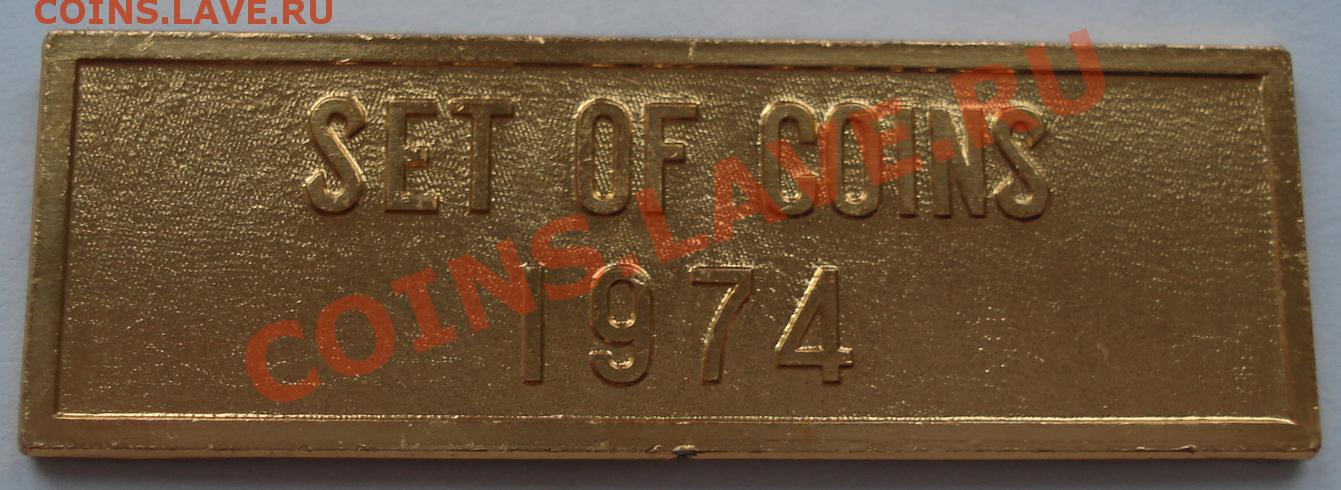 COINS.LAVE.RU
SET OF COINS
COINS.LAVE.RU
1974